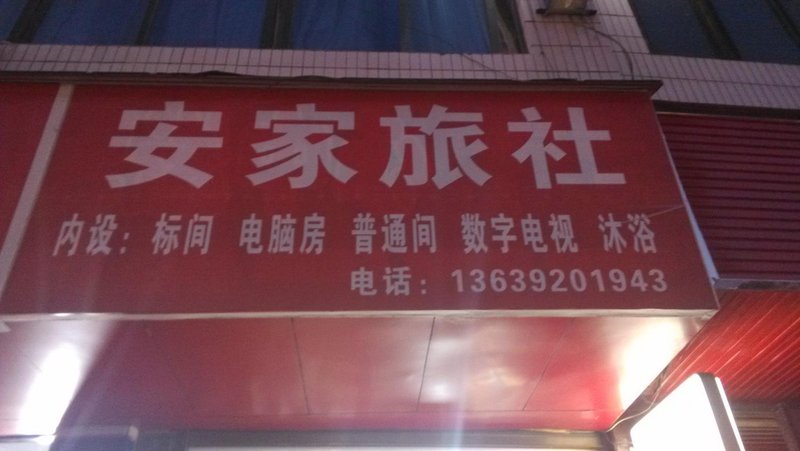 安家旅社
内设：标间 电脑房 普通间 数字电视 沐浴
电话：13639201943